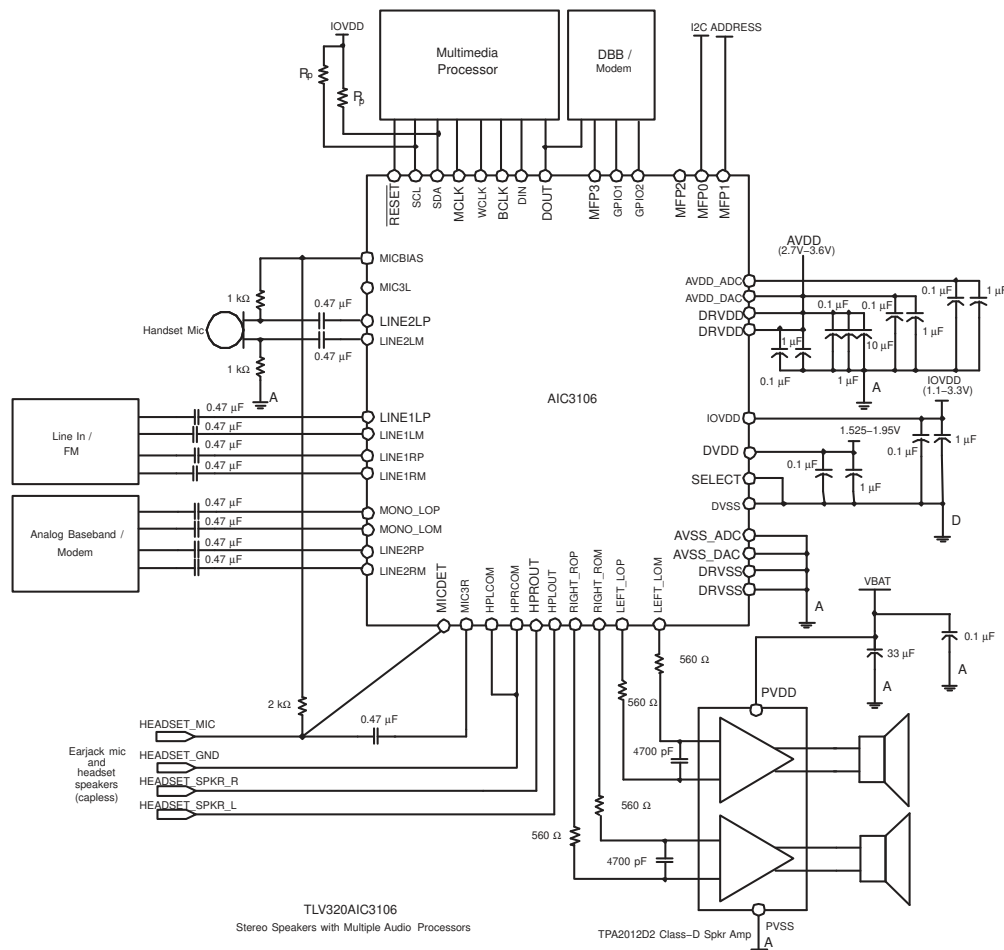 IOVDD
Rp
Rp
Multimedia
Processor
DBB /
Modem
I2C ADDRESS
RESET
SCL
SDA
MCLK
WCLK
BCLK
DIN
DOUT
MFP3
GPIO1
GPIO2
MFP2
MFP0
MFP1
AVDD
(2.7V−3.6V)
MICBIAS
MIC3L
1 kΩ
0.47 µF
LINE2LP
Handset Mic
LINE2LM
0.47 µF
1 kΩ
A
AVDD_ADC
AVDD_DAC
DRVDD
DRVDD
0.1 µF
1 µF
0.1 µF
0.1 µF
1 µF
1 µF
10 µF
0.1 µF
1 µF
A
AIC3106
IOVDD
(1.1−3.3V)
Line In /
FM
0.47 µF
0.47 µF
0.47 µF
0.47 µF
LINE1LP
LINE1LM
LINE1RP
LINE1RM
IOVDD
DVDD
SELECT
DVSS
1.525−1.95V
0.1 µF
1 µF
0.1 µF
1 µF
D
Analog Baseband /
Modem
0.47 µF
0.47 µF
0.47 µF
0.47 µF
MONO_LOP
MONO_LOM
LINE2RP
LINE2RM
AVSS_ADC
AVSS_DAC
DRVSS
DRVSS
A
MICDET
MIC3R
HPLCOM
HPRCOM
HPROUT
HPLOUT
RIGHT_ROP
RIGHT_ROM
LEFT_LOP
LEFT_LOM
VBAT
0.1 µF
33 µF
A
A
560 Ω
560 Ω
PVDD
2 kΩ
0.47 µF
HEADSET_MIC
HEADSET_GND
HEADSET_SPKR_R
HEADSET_SPKR_L
Earjack mic
and
headset
speakers
(capless)
4700 pF
560 Ω
560 Ω
4700 pF
TLV320AIC3106
Stereo Speakers with Multiple Audio Processors
TPA2012D2 Class−D Spkr Amp
PVSS
A